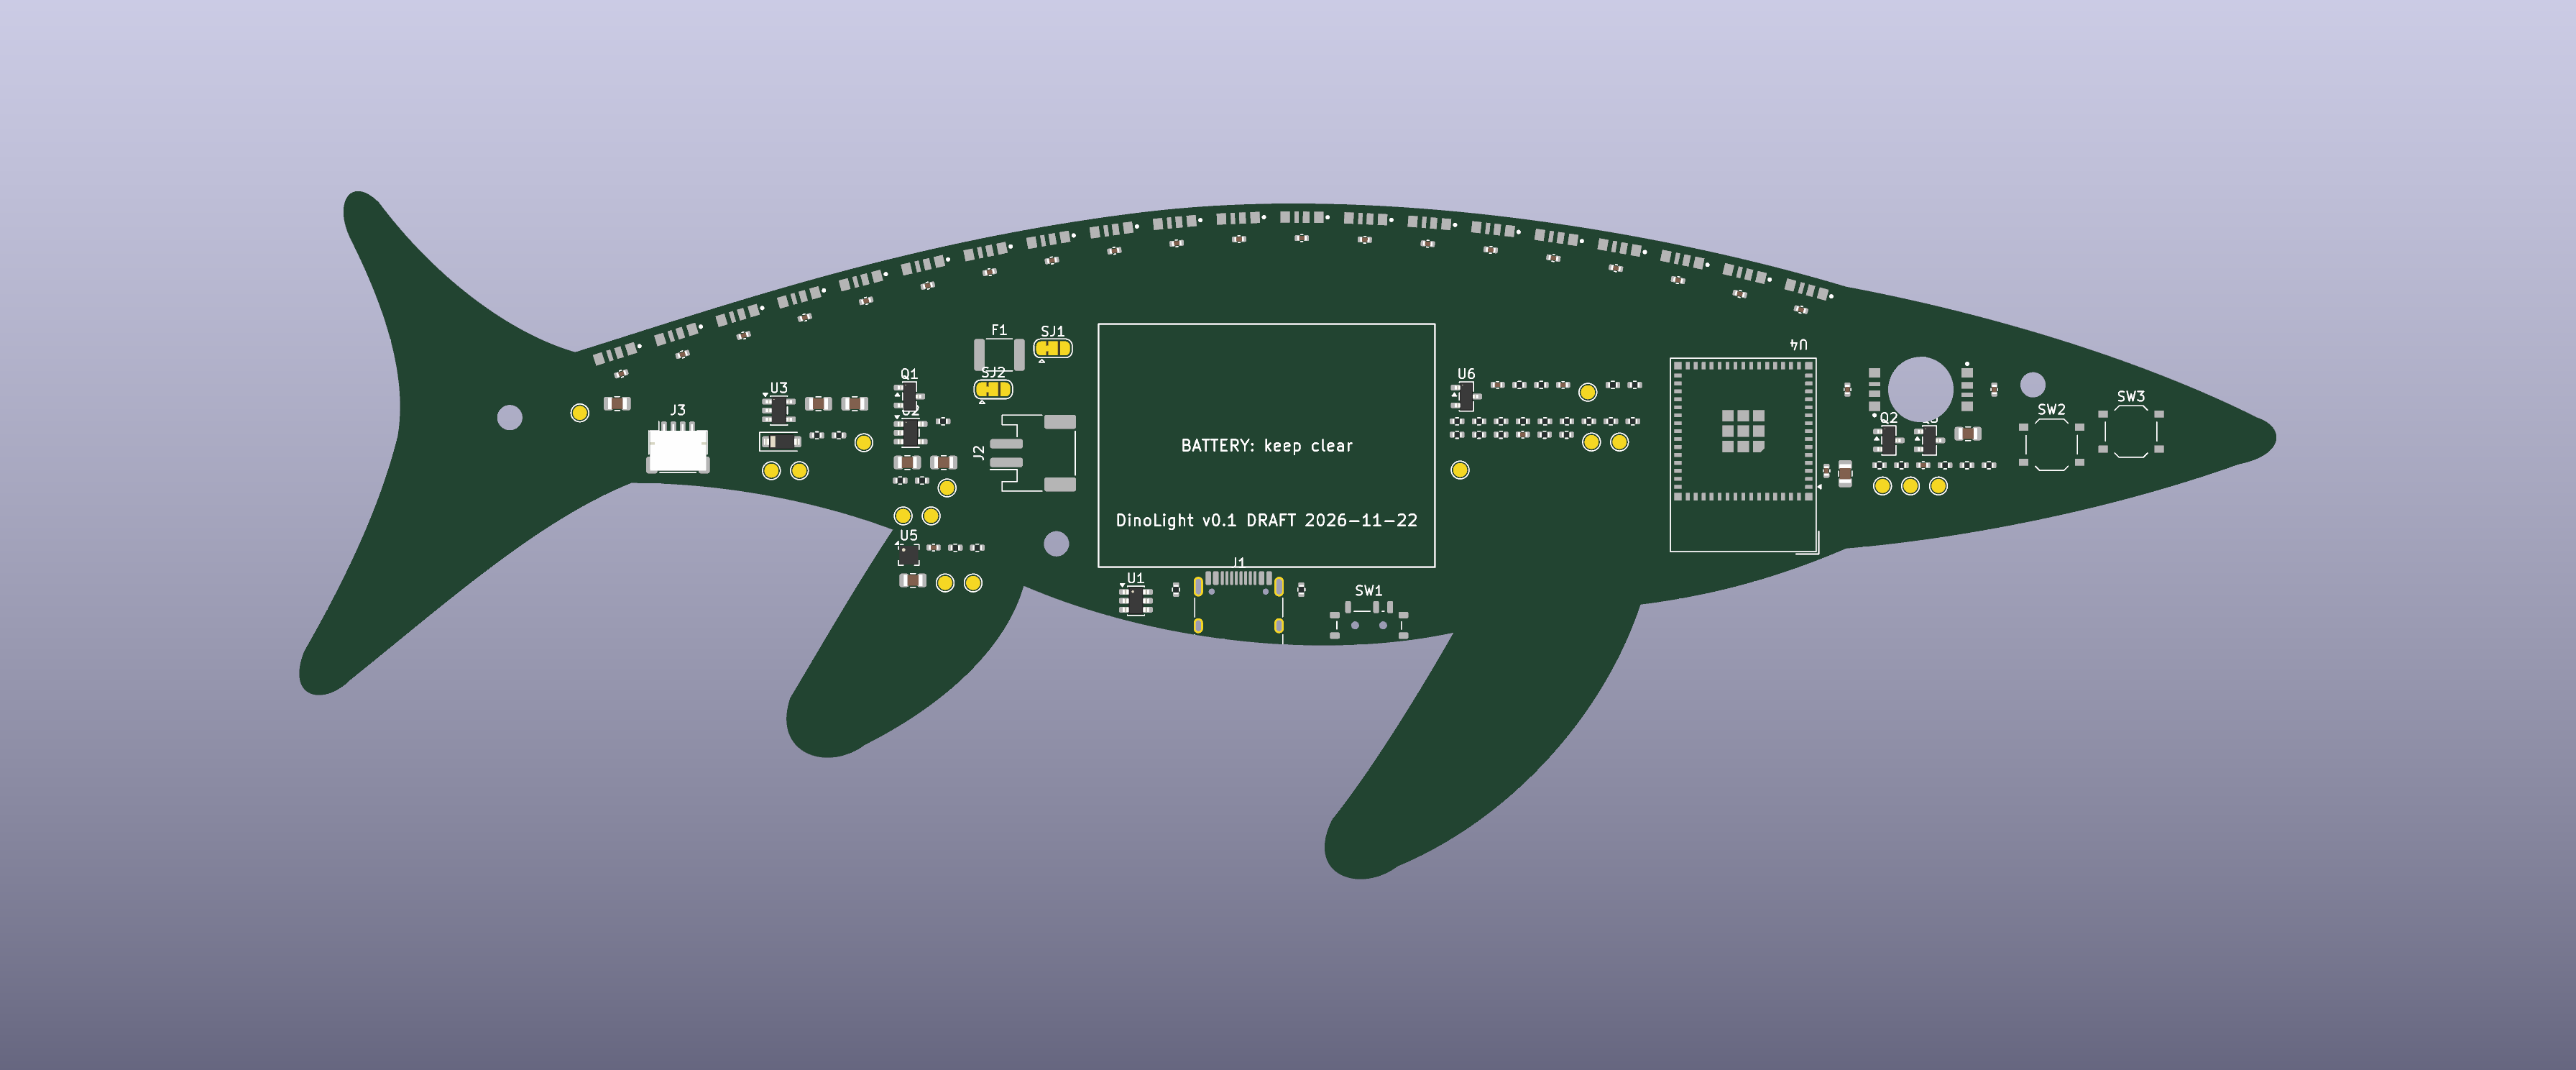 F1
SJ1
U4
SJ2
Q1
U6
U3
SW3
J3
SW2
Q2
J2
BATTERY: keep clear
DinoLight v0.1 DRAFT 2026-11-22
U5
J1
U1
SW1